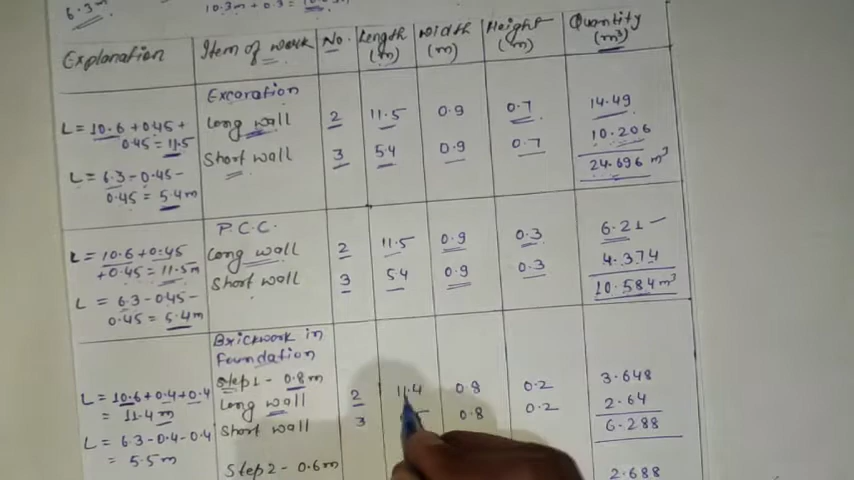 6.3m
10.3m + 0.3 =
Explanation Item of work No. Length (m) Width (m) Height (m) Quantity (m³)
Excavation
L = 10.6 + 0.45 + 0.45 = 11.5 Long wall 2 11.5 0.9 0.7 14.49
L = 6.3 - 0.45 - 0.45 = 5.4m Short wall 3 5.4 0.9 0.7 10.206
24.696 m³
P.C.C.
L = 10.6 + 0.45 + 0.45 = 11.5m Long wall 2 11.5 0.9 0.3 6.21
L = 6.3 - 0.45 - 0.45 = 5.4m Short wall 3 5.4 0.9 0.3 4.374
10.584 m³
Brickwork in
Foundation
Step 1 - 0.8m
L = 10.6 + 0.4 + 0.4 = 11.4m Long wall 2 11.4 0.8 0.2 3.648
L = 6.3 - 0.4 - 0.4 = 5.5m Short wall 3 0.8 0.2 2.64
6.288
Step 2 - 0.6m
2.688